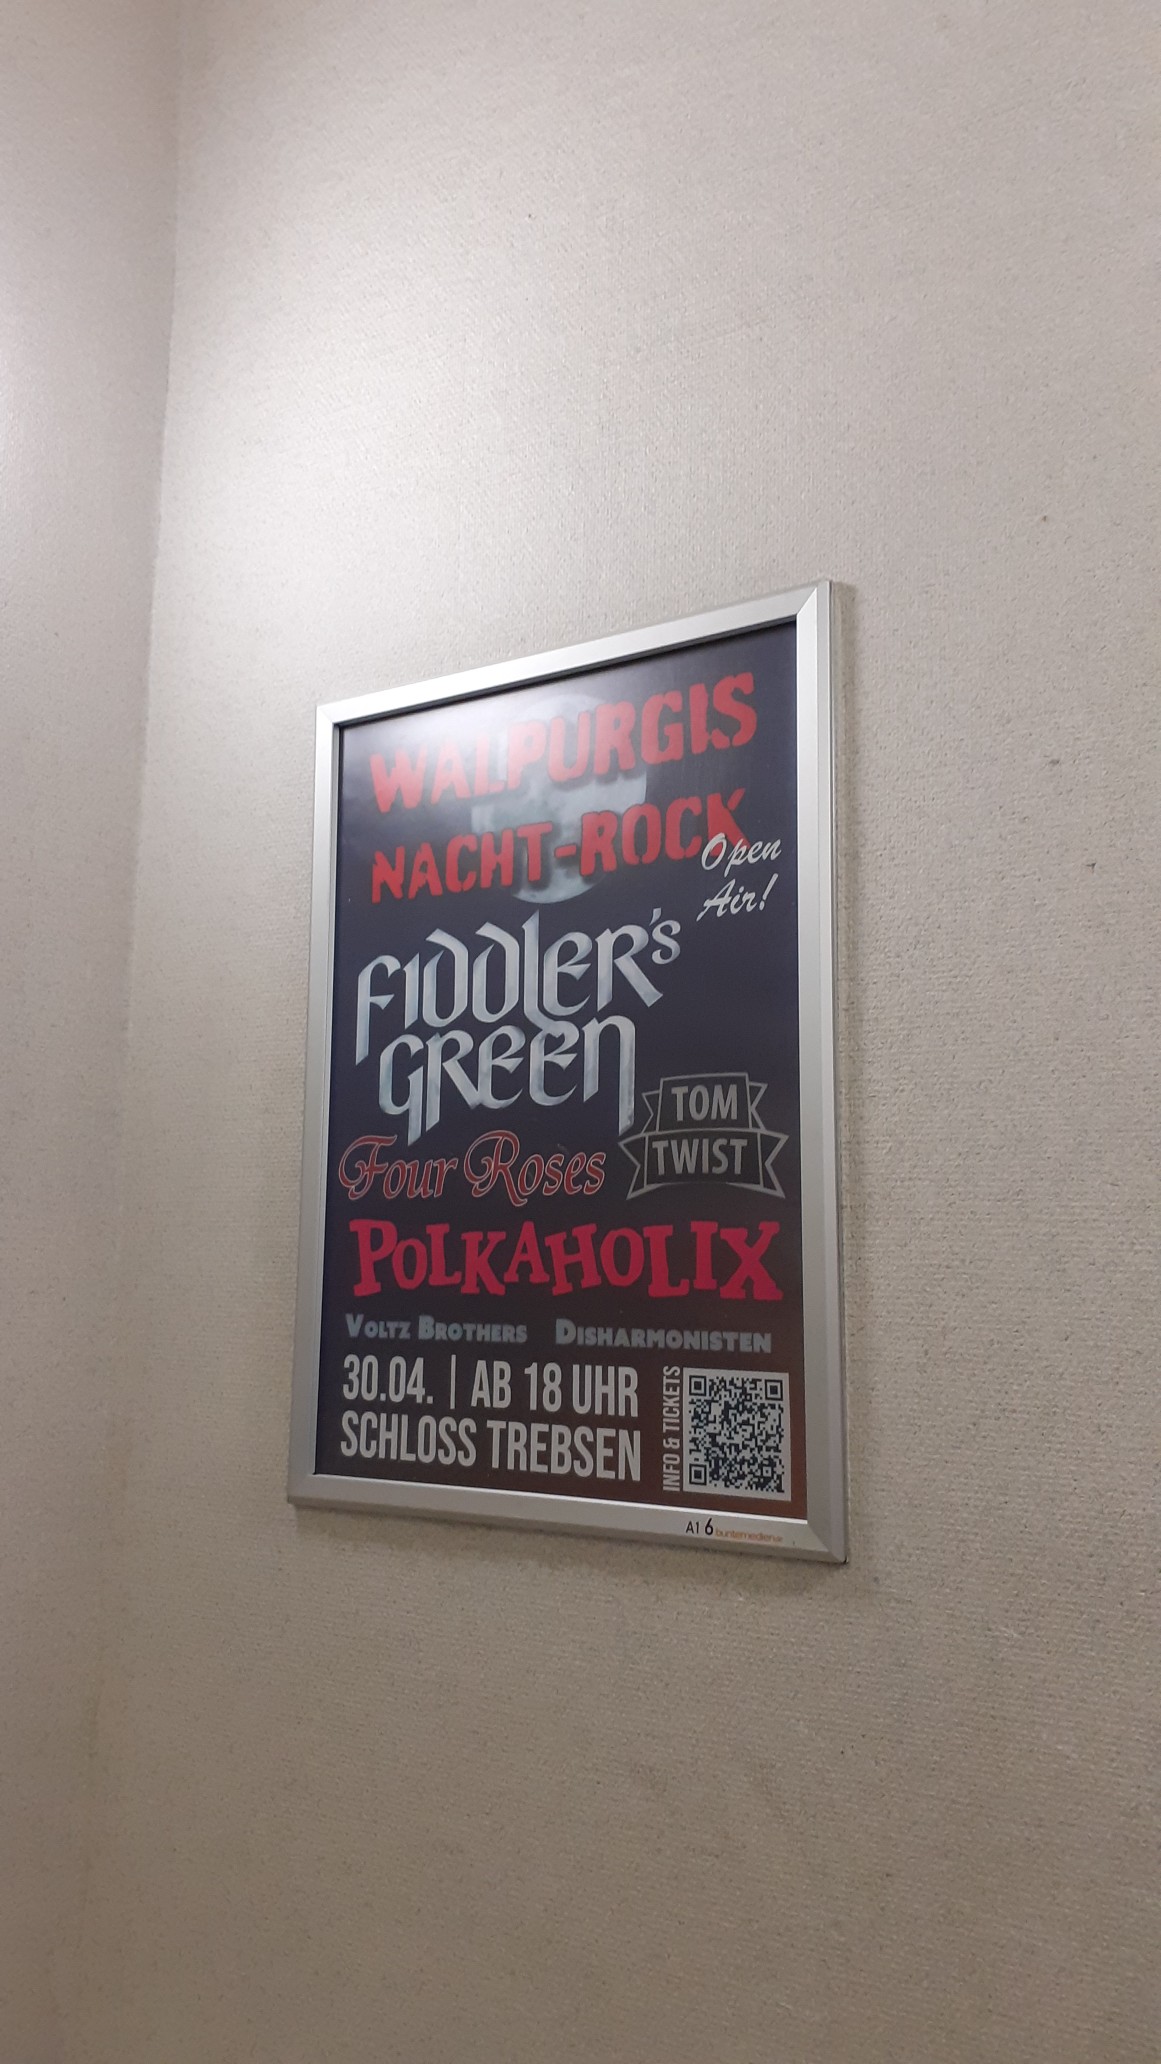 WALPURGIS
NACHT-ROCK
Open
Air!
FIDDLER'S
GREEN
TOM
TWIST
Four Roses
POLKAHOLIX
VOLTZ BROTHERS DISHARMONISTEN
30.04. | AB 18 UHR
SCHLOSS TREBSEN
INFO & TICKETS
A1 6